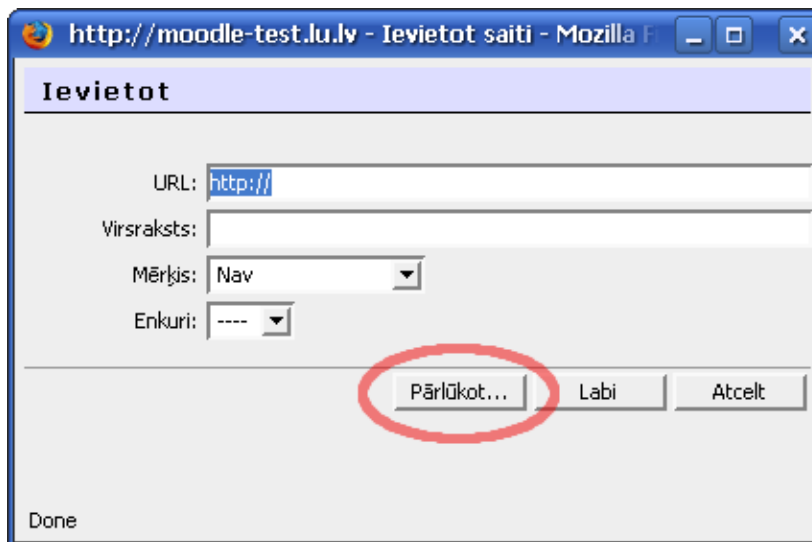 http://moodle-test.lu.lv - Ievietot saiti - Mozilla F
Ievietot
URL: http://
Virsraksts:
Mērķis: Nav
Enkuri: ----
Pārlūkot... Labi Atcelt
Done